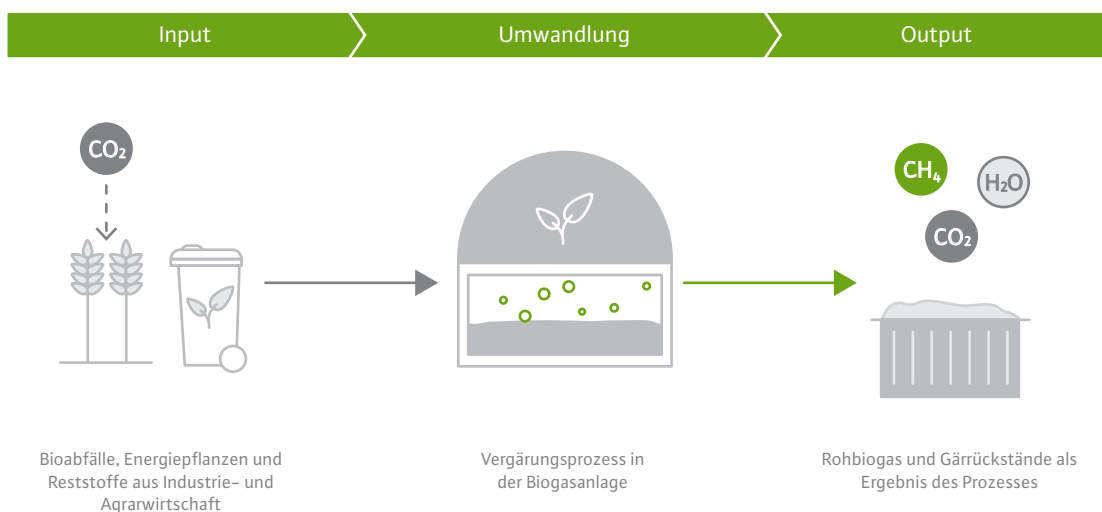 Input
Umwandlung
Output
CO₂
CH₄
H₂O
CO₂
Bioabfälle, Energiepflanzen und
Reststoffe aus Industrie- und
Agrarwirtschaft
Vergärungsprozess in
der Biogasanlage
Rohbiogas und Gärrückstände als
Ergebnis des Prozesses